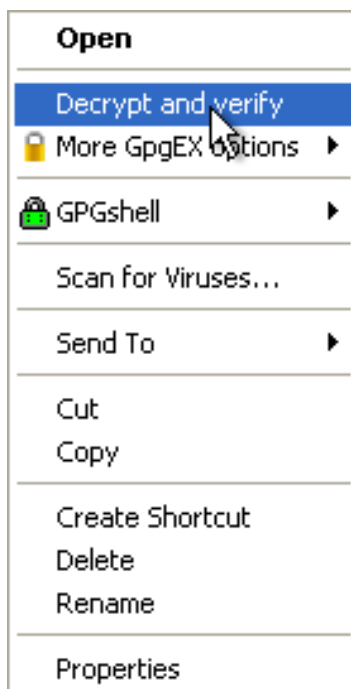 Open
Decrypt and verify
More GpgEX options
GPGshell
Scan for Viruses...
Send To
Cut
Copy
Create Shortcut
Delete
Rename
Properties